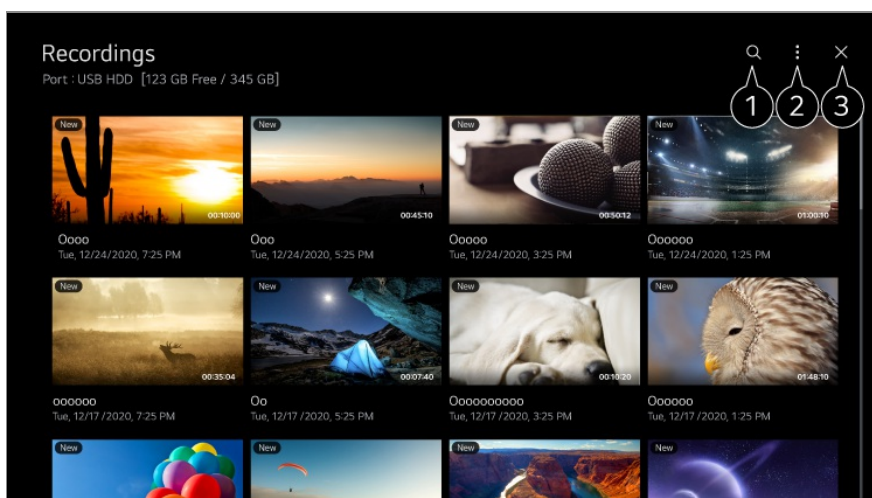 Recordings
Port : USB HDD [123 GB Free / 345 GB]
1 2 3
New New New New
00:10:00 00:45:10 00:50:12 01:00:10
Oooo Ooo Ooooo Oooooo
Tue, 12/24/2020, 7:25 PM Tue, 12/24/2020, 5:25 PM Tue, 12/24/2020, 3:25 PM Tue, 12/24/2020, 1:25 PM
New New New New
00:35:04 00:07:40 00:10:20 01:48:10
oooooo Oo Oooooooooo Oooooo
Tue, 12/17 /2020, 7:25 PM Tue, 12/17 /2020, 5:25 PM Tue, 12/17 /2020, 3:25 PM Tue, 12/17 /2020, 1:25 PM
New New New New